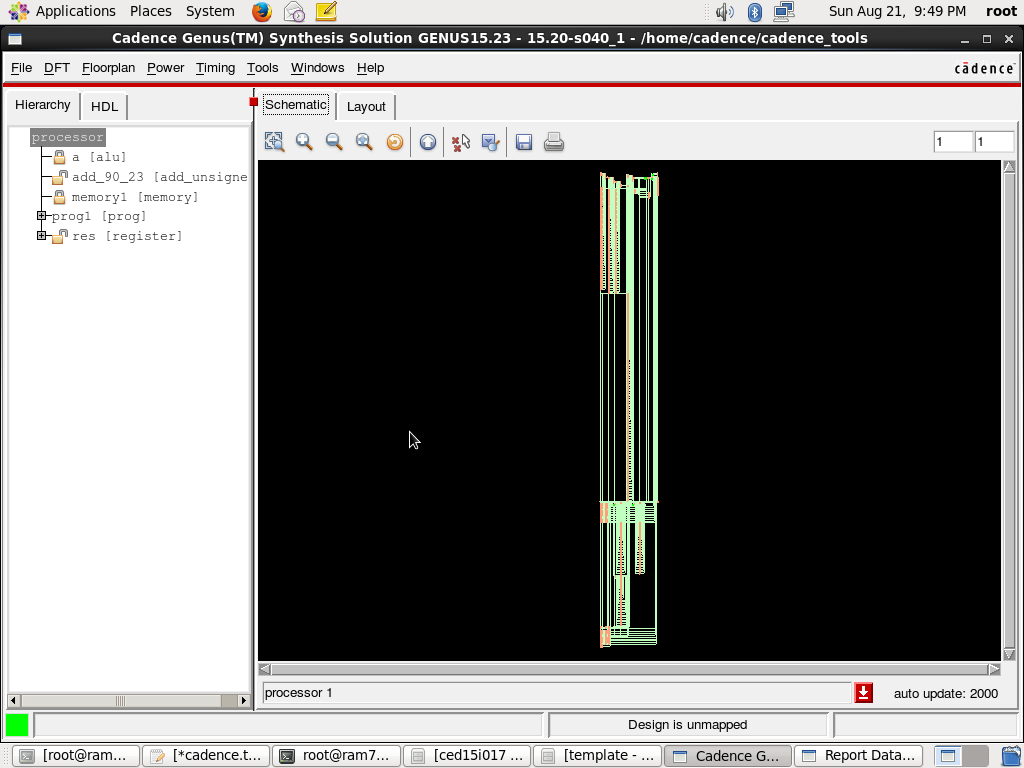 Applications Places System Sun Aug 21, 9:49 PM root
Cadence Genus(TM) Synthesis Solution GENUS15.23 - 15.20-s040_1 - /home/cadence/cadence_tools
File DFT Floorplan Power Timing Tools Windows Help cādence
Hierarchy HDL
Schematic Layout
1 1
processor
a [alu]
add_90_23 [add_unsigne
memory1 [memory]
prog1 [prog]
res [register]
processor 1
auto update: 2000
Design is unmapped
[root@ram... [*cadence.t... root@ram7... [ced15i017 ... [template - ... Cadence G... Report Data...